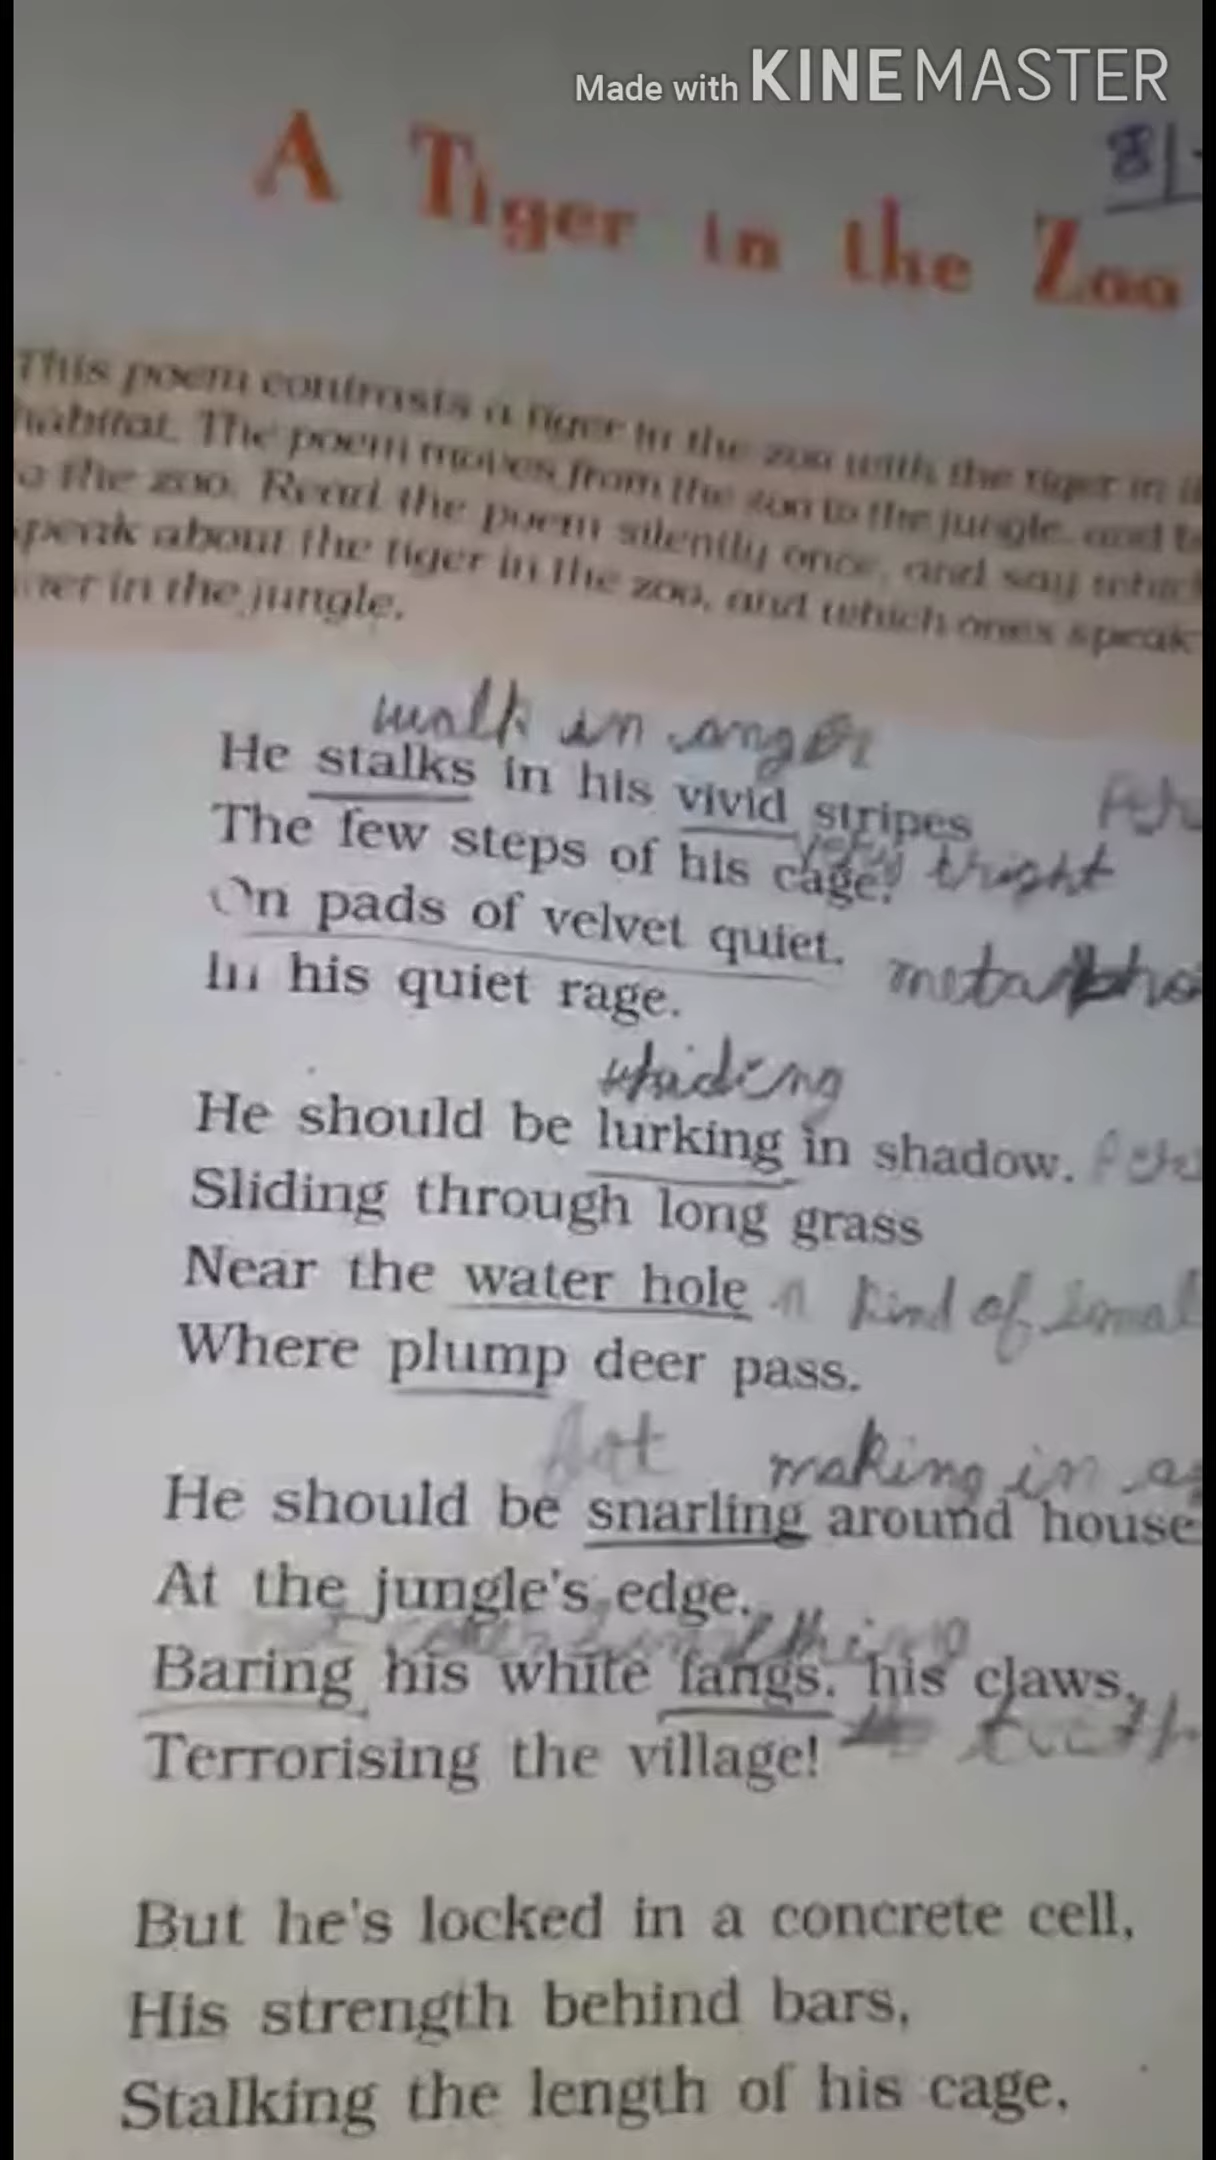 Made with KINEMASTER
8/
A Tiger in the Zoo
This poem contrasts a tiger in the zoo with the tiger in
habitat. The poem moves from the zoo to the jungle, and
the zoo. Read the poem silently once, and say
speak about the tiger in the zoo, and which ones speak
in the jungle.
walk in anger
He stalks in his vivid stripes
The few steps of his cage,
very bright
On pads of velvet quiet,
In his quiet rage.
hiding
He should be lurking in shadow,
Sliding through long grass
Near the water hole a kind of
Where plump deer pass.
making in
He should be snarling around house
At the jungle's edge,
Baring his white fangs, his claws,
Terrorising the village!
But he's locked in a concrete cell,
His strength behind bars,
Stalking the length of his cage,